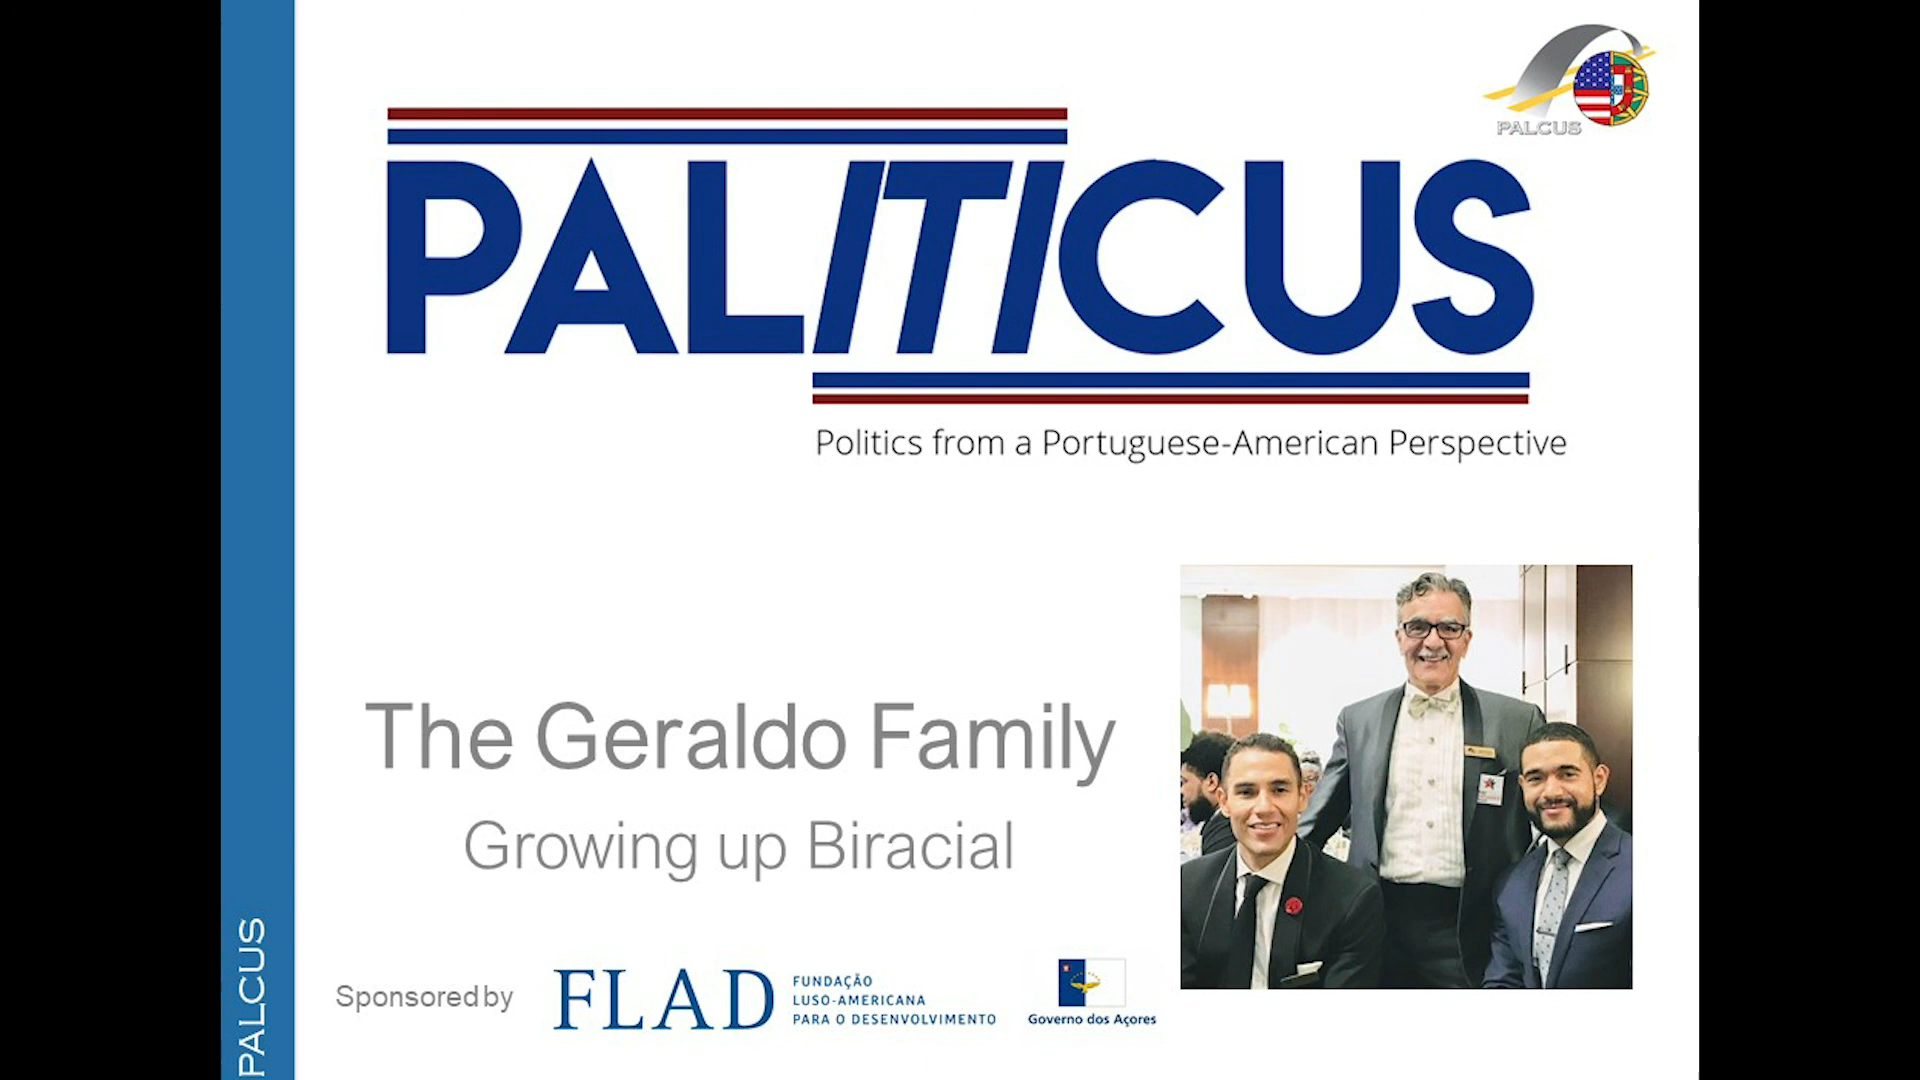 PALCUS
PALITICUS
Politics from a Portuguese-American Perspective
The Geraldo Family
Growing up Biracial
Sponsored by
FLAD
FUNDAÇÃO
LUSO-AMERICANA
PARA O DESENVOLVIMENTO
Governo dos Açores
PALCUS